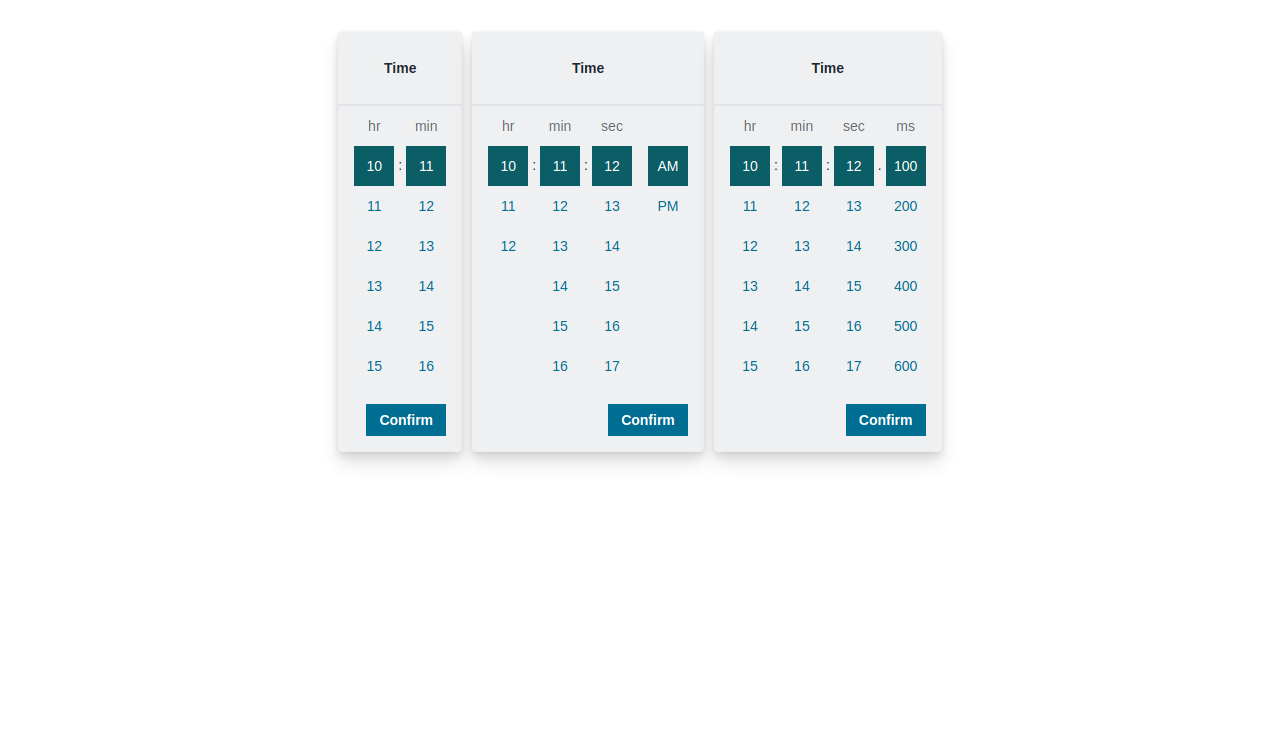 Time Time Time
hr min hr min sec hr min sec ms
10 : 11 10 : 11 : 12 AM 10 : 11 : 12 . 100
11 12 11 12 13 PM 11 12 13 200
12 13 12 13 14 12 13 14 300
13 14 14 15 13 14 15 400
14 15 15 16 14 15 16 500
15 16 16 17 15 16 17 600
Confirm Confirm Confirm